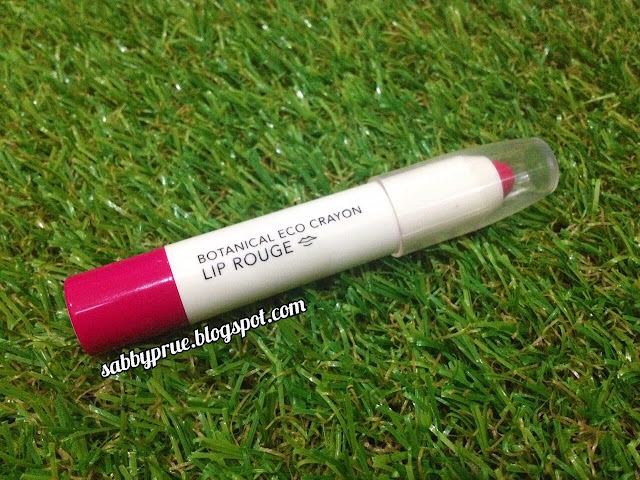 BOTANICAL ECO CRAYON
LIP ROUGE
sabbyprue.blogspot.com